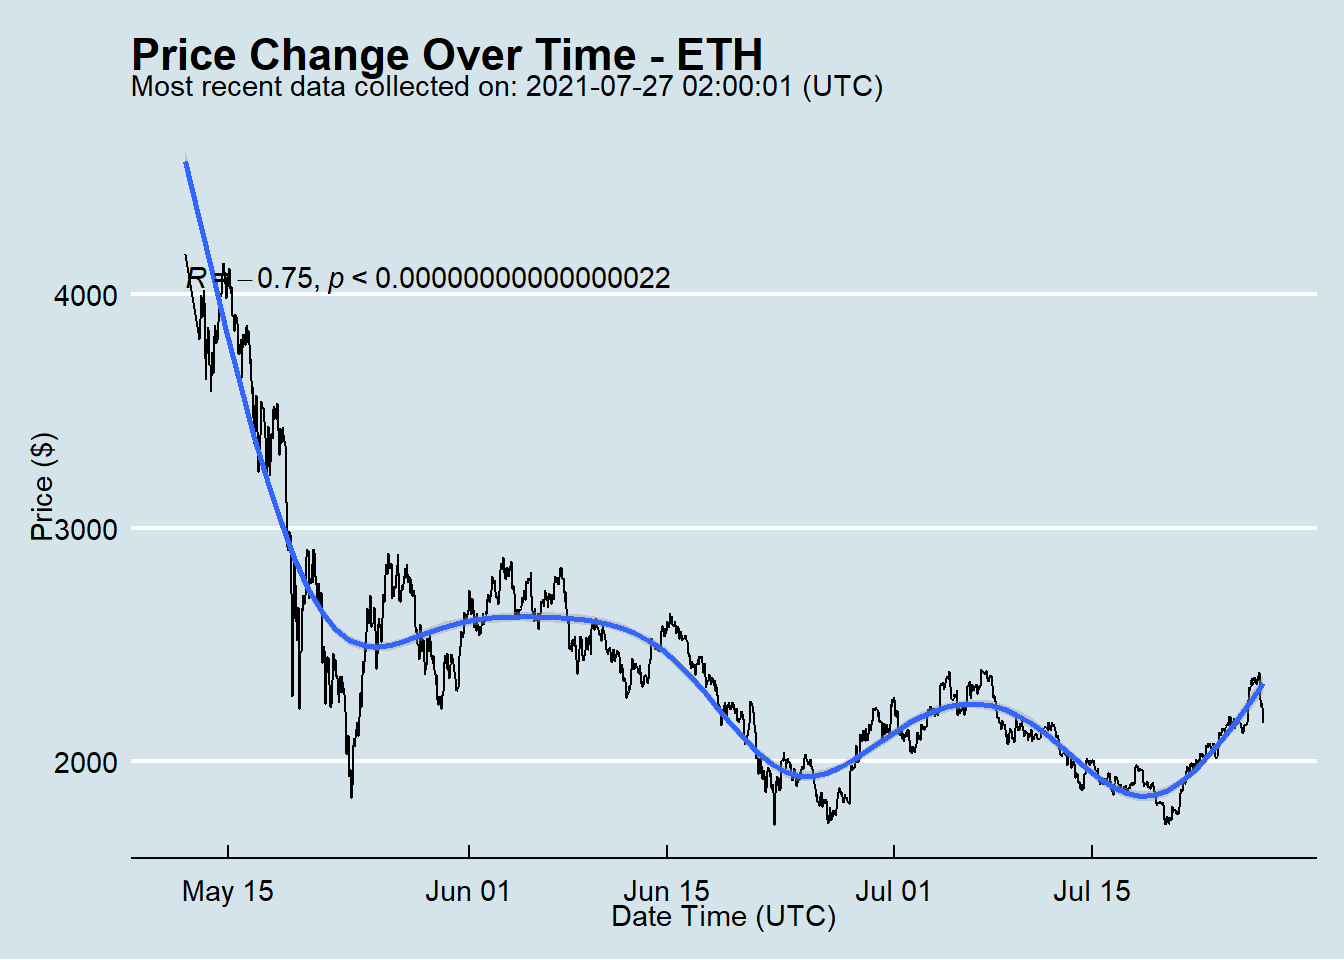 Price Change Over Time - ETH
Most recent data collected on: 2021-07-27 02:00:01 (UTC)
R = −0.75, p < 0.00000000000000022
4000
3000
2000
Price ($)
May 15
Jun 01
Jun 15
Jul 01
Jul 15
Date Time (UTC)